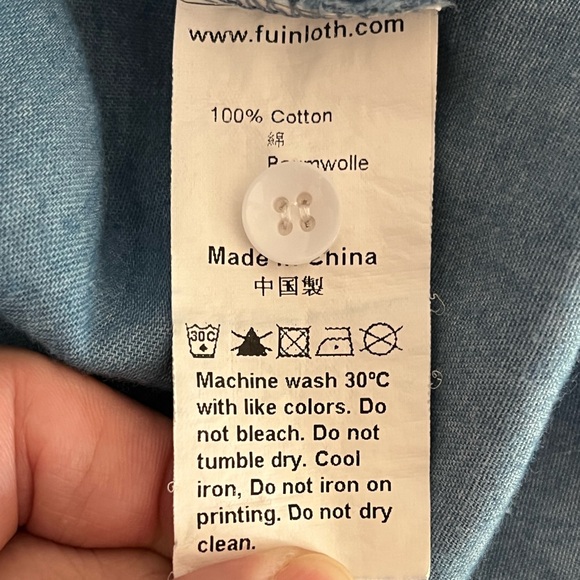 www.fuinloth.com
100% Cotton
綿
Made China
中国製
30C
Machine wash 30ºC
with like colors. Do
not bleach. Do not
tumble dry. Cool
iron, Do not iron on
printing. Do not dry
clean.